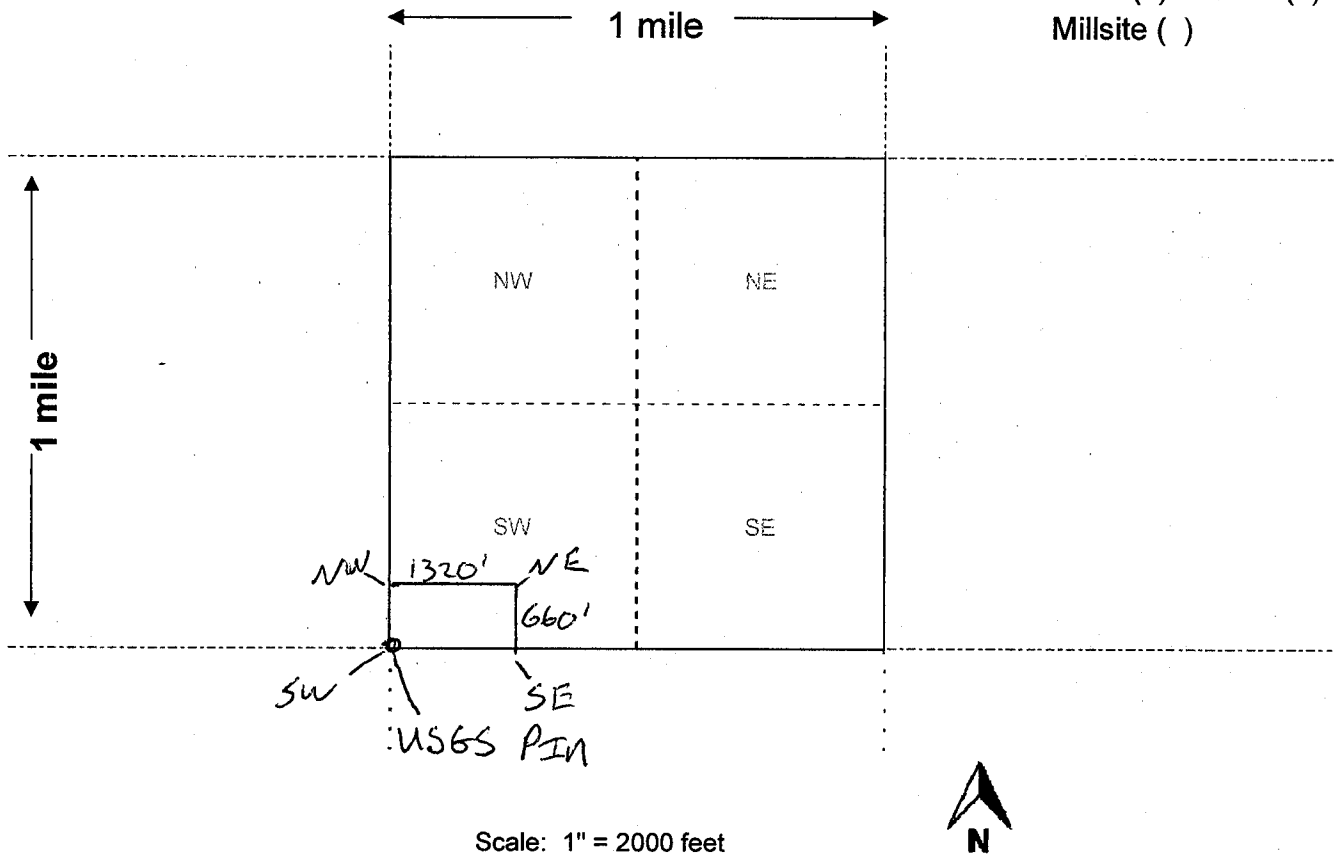 1 mile
Millsite ( )
1 mile
NW
NE
SW
SE
NW 1320' NE
660'
SW
SE
USGS PIN
Scale: 1" = 2000 feet
N